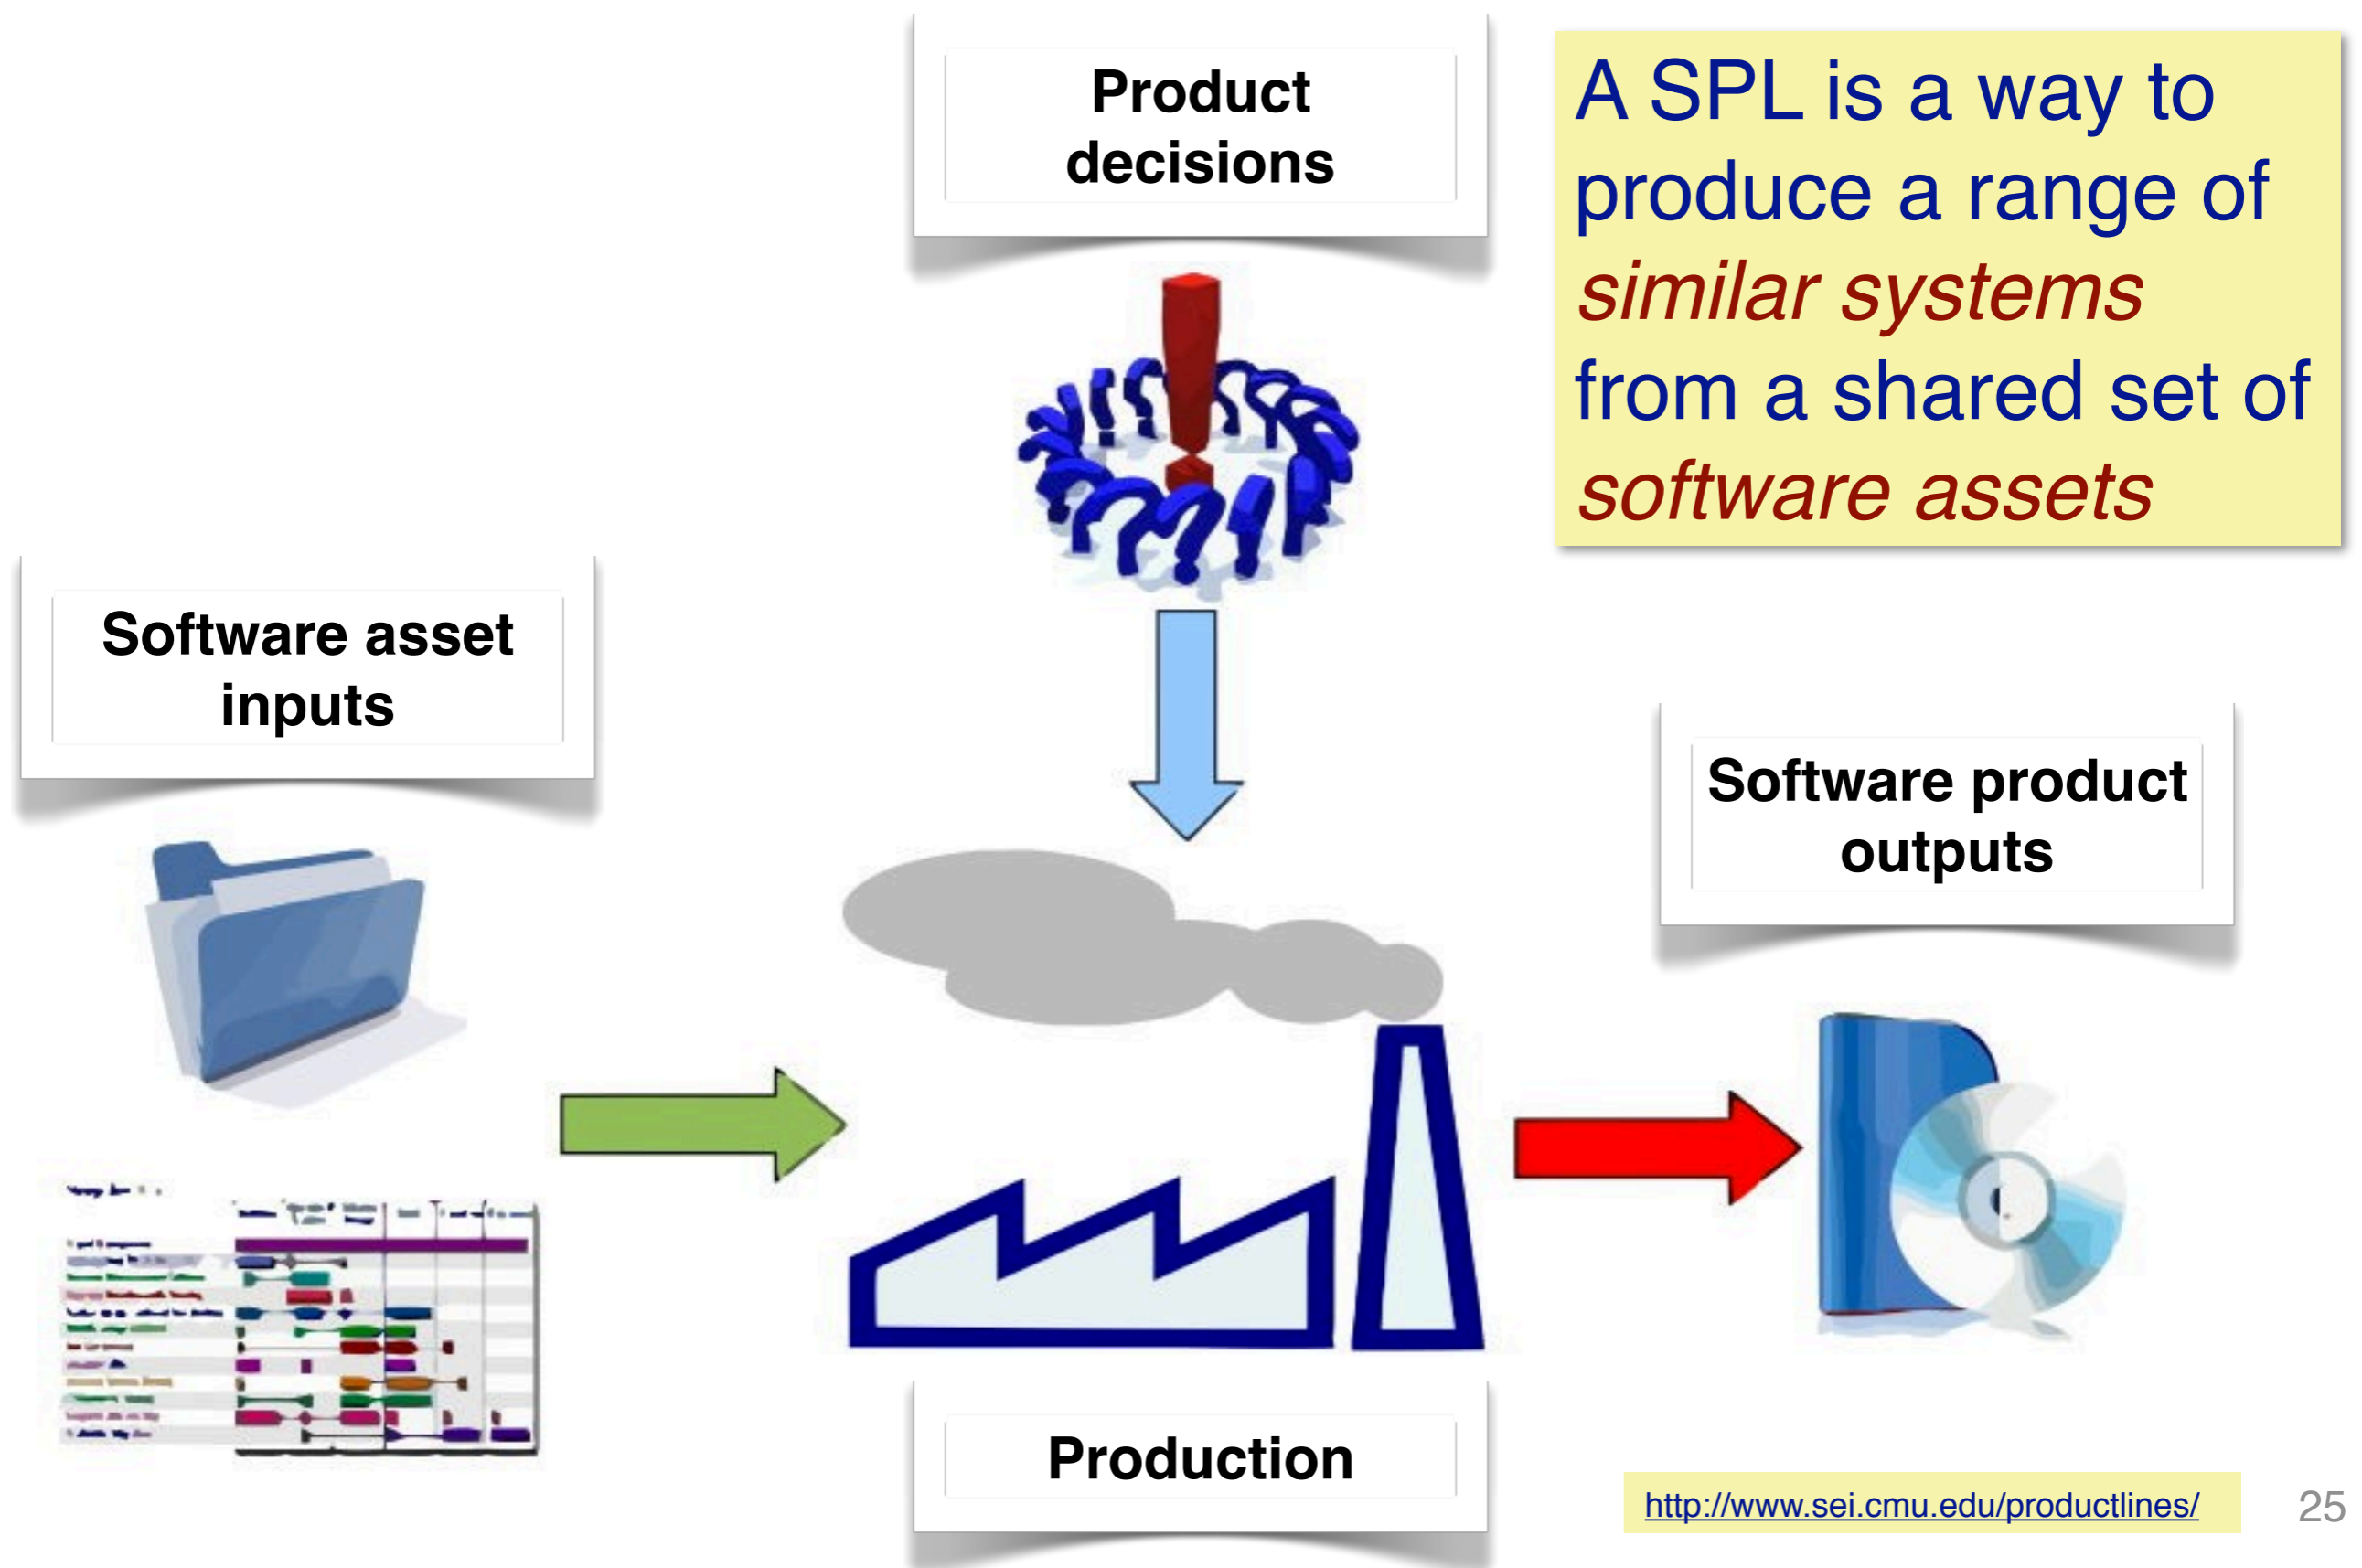 Product
decisions
A SPL is a way to
produce a range of
similar systems
from a shared set of
software assets
Software asset
inputs
Software product
outputs
Production
http://www.sei.cmu.edu/productlines/
25